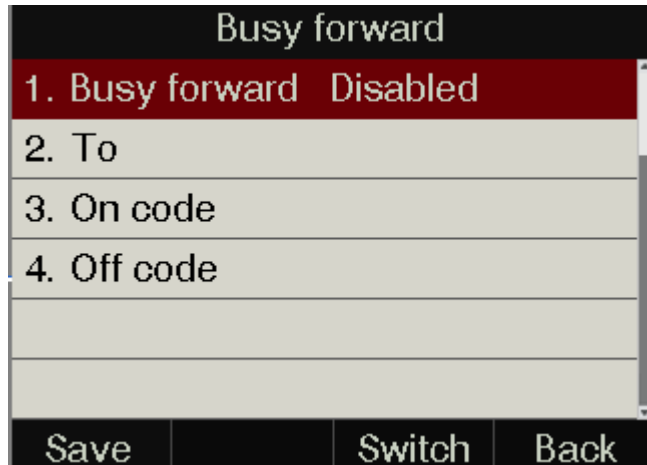 Busy forward
1. Busy forward Disabled
2. To
3. On code
4. Off code
Save Switch Back